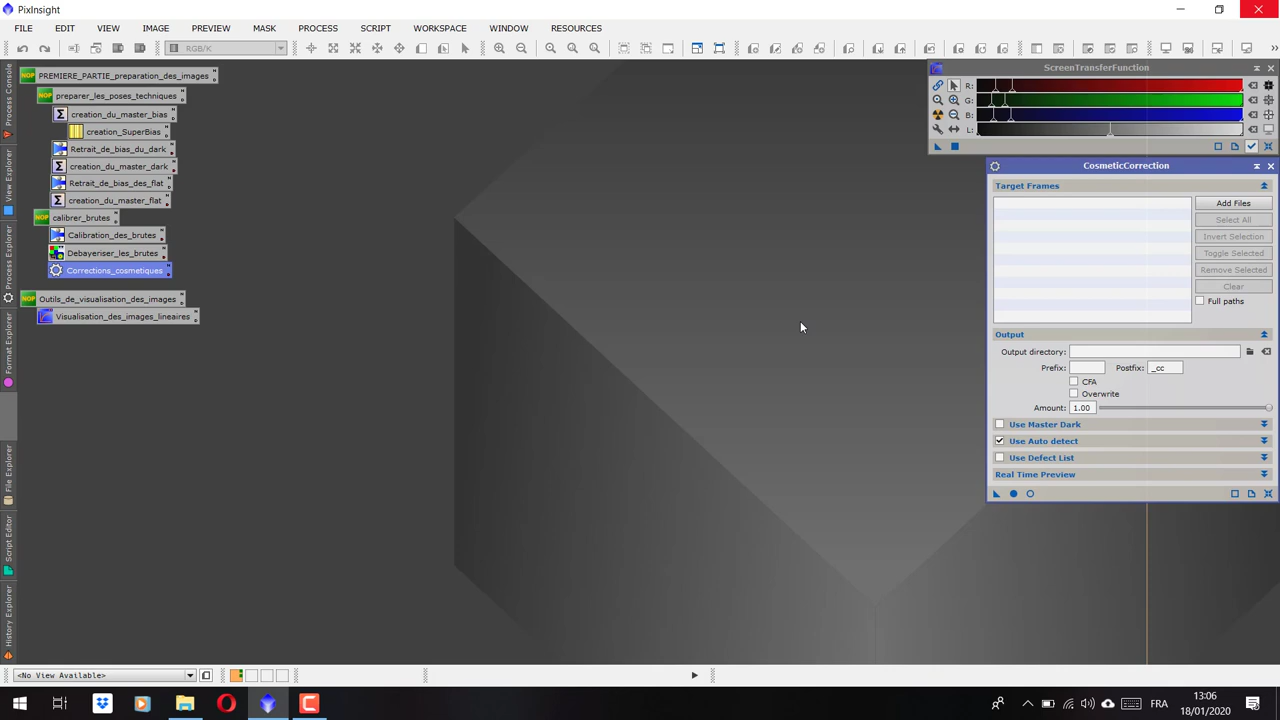 PixInsight
FILE EDIT VIEW IMAGE PREVIEW MASK PROCESS SCRIPT WORKSPACE WINDOW RESOURCES
RGB/K
Process Console
View Explorer
Process Explorer
Format Explorer
File Explorer
Script Editor
History Explorer
NOP PREMIERE_PARTIE_preparation_des_images
NOP preparer_les_poses_techniques
Σ creation_du_master_bias
creation_SuperBias
Retrait_de_bias_du_dark
Σ creation_du_master_dark
Retrait_de_bias_des_flat
Σ creation_du_master_flat
NOP calibrer_brutes
Calibration_des_brutes
Debayeriser_les_brutes
Corrections_cosmetiques
NOP Outils_de_visualisation_des_images
Visualisation_des_images_lineaires
ScreenTransferFunction
R:
G:
B:
L:
CosmeticCorrection
Target Frames
Add Files
Select All
Invert Selection
Toggle Selected
Remove Selected
Clear
Full paths
Output
Output directory:
Prefix: Postfix: _cc
CFA
Overwrite
Amount: 1.00
Use Master Dark
Use Auto detect
Use Defect List
Real Time Preview
<No View Available>
FRA
13:06
18/01/2020